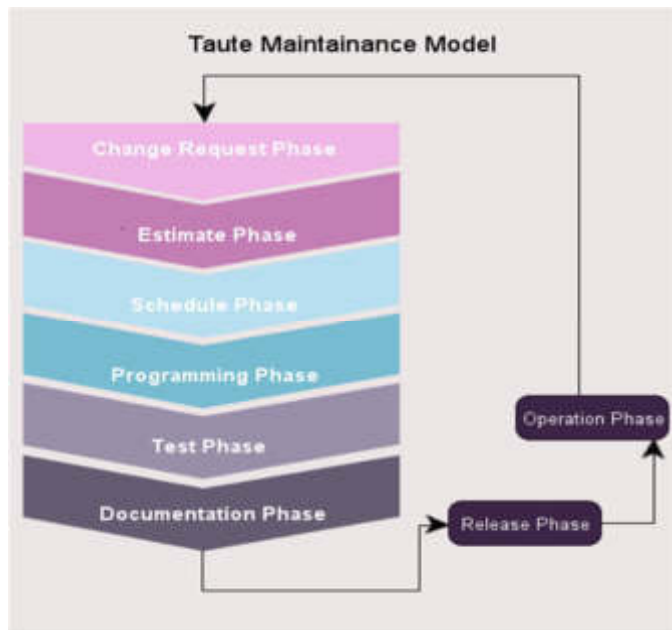 Taute Maintainance Model
Change Request Phase
Estimate Phase
Schedule Phase
Programming Phase
Test Phase
Documentation Phase
Operation Phase
Release Phase